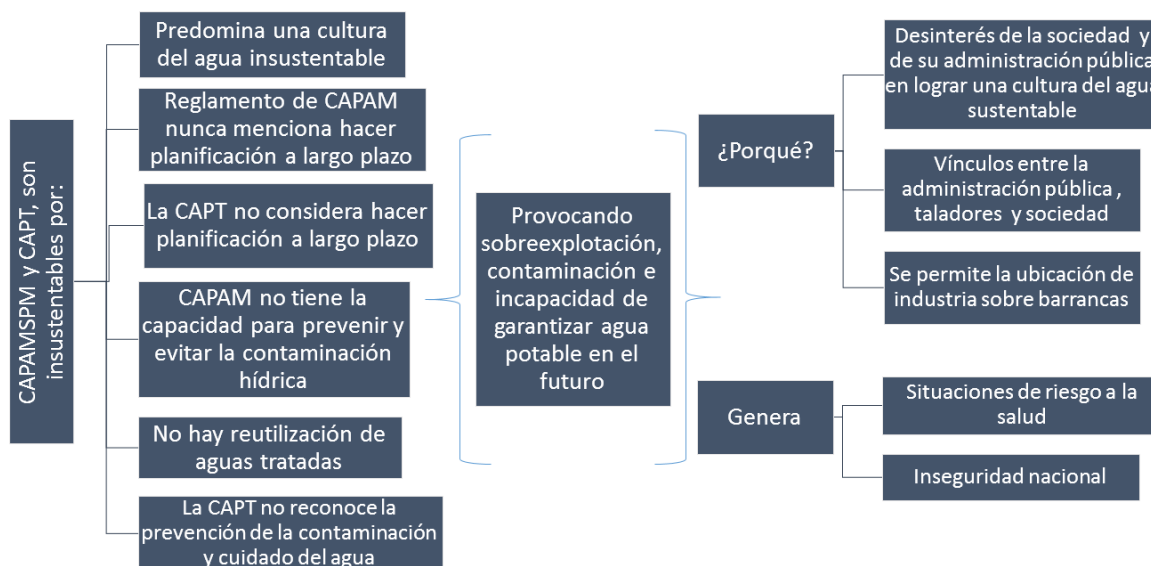 CAPAMSPM y CAPT, son
insustentables por:
Predomina una cultura
del agua insustentable
Reglamento de CAPAM
nunca menciona hacer
planificación a largo plazo
La CAPT no considera hacer
planificación a largo plazo
CAPAM no tiene la
capacidad para prevenir y
evitar la contaminación
hídrica
No hay reutilización de
aguas tratadas
La CAPT no reconoce la
prevención de la contaminación
y cuidado del agua
Provocando
sobreexplotación,
contaminación e
incapacidad de
garantizar agua
potable en el
futuro
¿Porqué?
Desinterés de la sociedad y
de su administración pública
en lograr una cultura del agua
sustentable
Vínculos entre la
administración pública ,
taladores y sociedad
Se permite la ubicación de
industria sobre barrancas
Genera
Situaciones de riesgo a la
salud
Inseguridad nacional